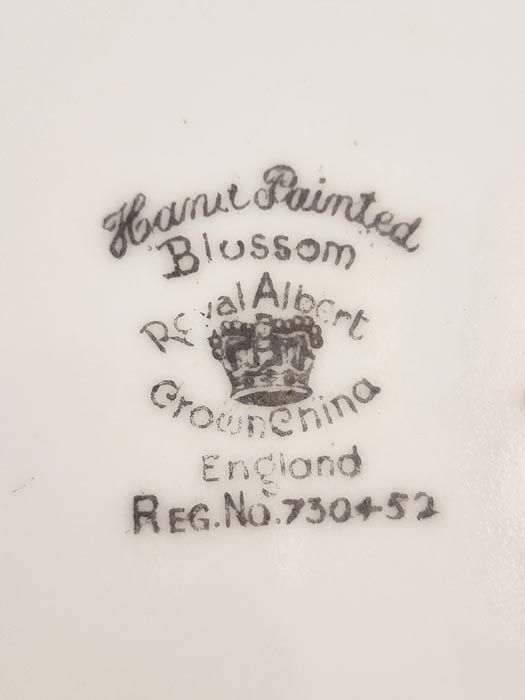 Hand Painted
Blossom
Royal Albert
Crown China
England
REG.No.730452